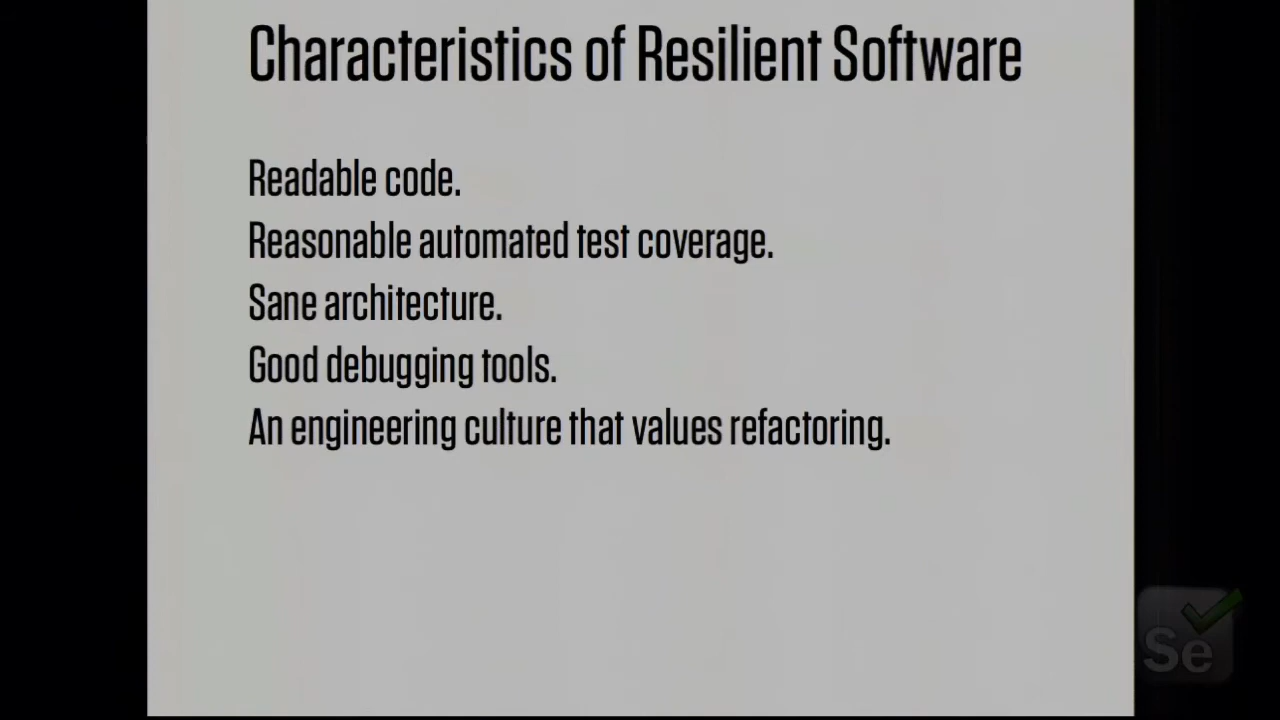 Characteristics of Resilient Software
Readable code.
Reasonable automated test coverage.
Sane architecture.
Good debugging tools.
An engineering culture that values refactoring.
Se